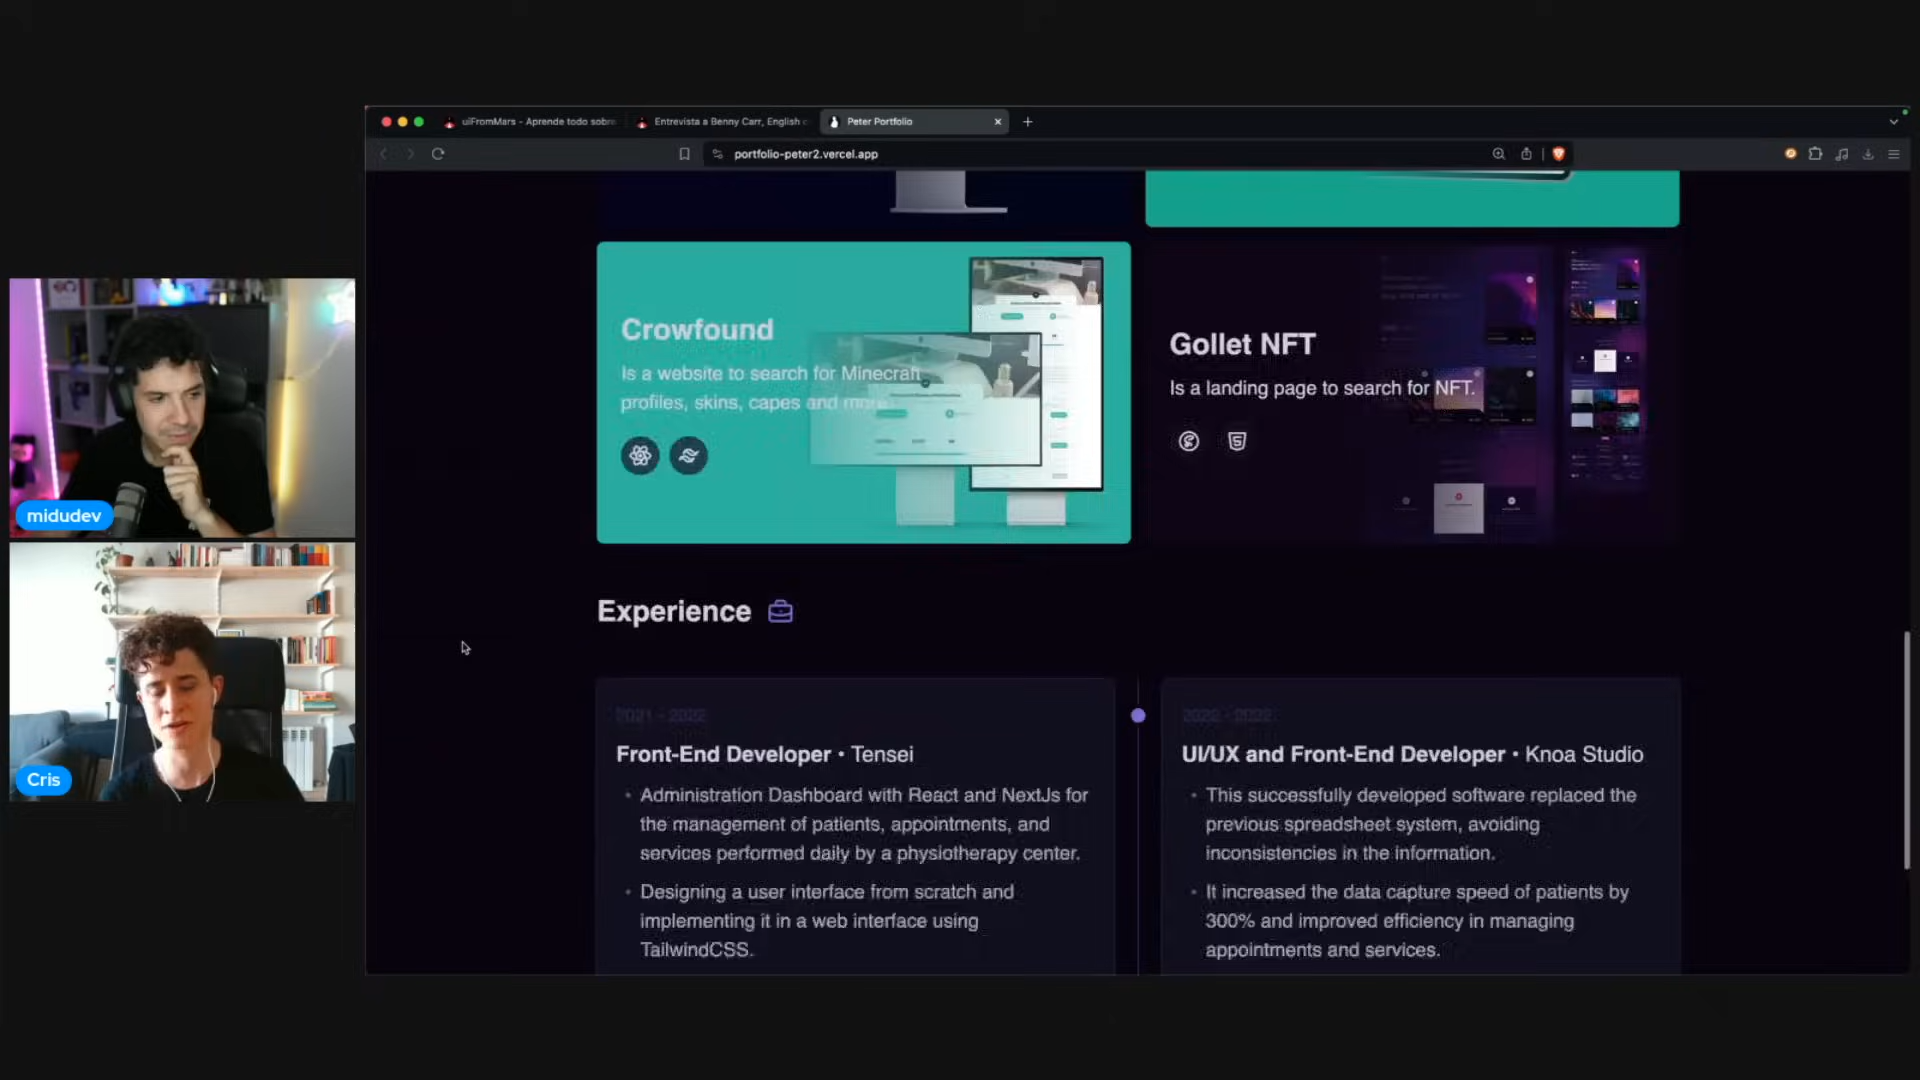 uiFromMars - Aprende todo sobre
Entrevista a Benny Carr, English
Peter Portfolio
portfolio-peter2.vercel.app
Crowfound
Is a website to search for Minecraft
profiles, skins, capes and more.
Gollet NFT
Is a landing page to search for NFT.
midudev
Cris
Experience
2021 - 2022
Front-End Developer • Tensei
• Administration Dashboard with React and NextJs for
the management of patients, appointments, and
services performed daily by a physiotherapy center.
• Designing a user interface from scratch and
implementing it in a web interface using
TailwindCSS.
2022 - 2022
UI/UX and Front-End Developer • Knoa Studio
• This successfully developed software replaced the
previous spreadsheet system, avoiding
inconsistencies in the information.
• It increased the data capture speed of patients by
300% and improved efficiency in managing
appointments and services.